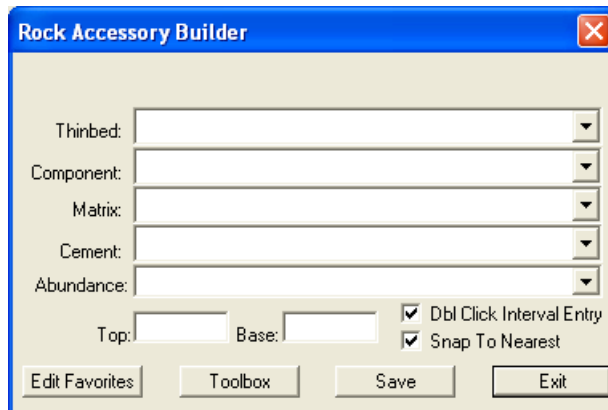 Rock Accessory Builder
Thinbed:
Component:
Matrix:
Cement:
Abundance:
Top: Base: Dbl Click Interval Entry
Snap To Nearest
Edit Favorites Toolbox Save Exit